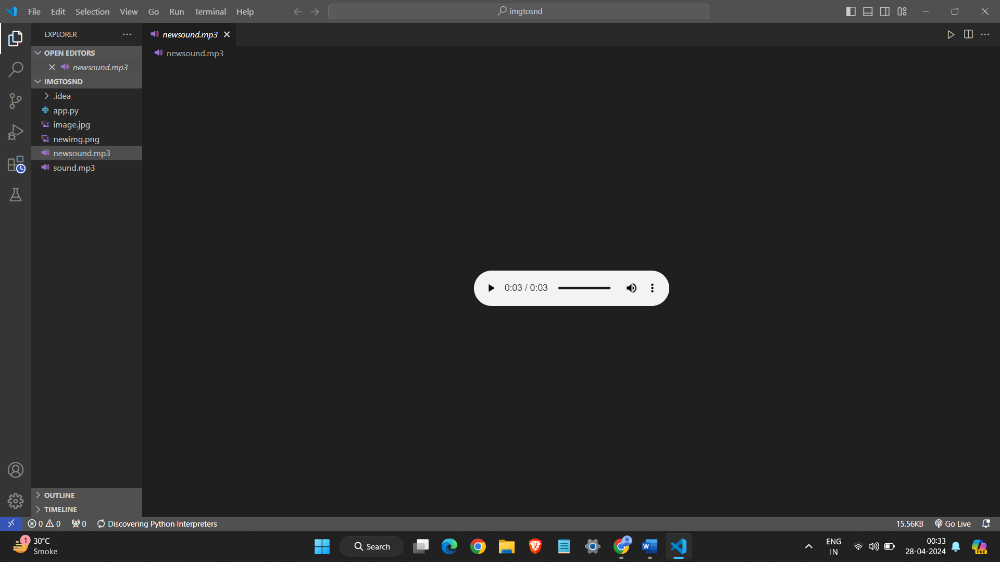 File Edit Selection View Go Run Terminal Help
imgtosnd
EXPLORER
newsound.mp3
OPEN EDITORS
newsound.mp3
newsound.mp3
IMGTOSND
.idea
app.py
image.jpg
newimg.png
newsound.mp3
sound.mp3
0:03 / 0:03
OUTLINE
TIMELINE
0 0 0 Discovering Python Interpreters
15.56KB Go Live
1
30°C
Smoke
Search
W
ENG
IN
00:33
28-04-2024
PRE